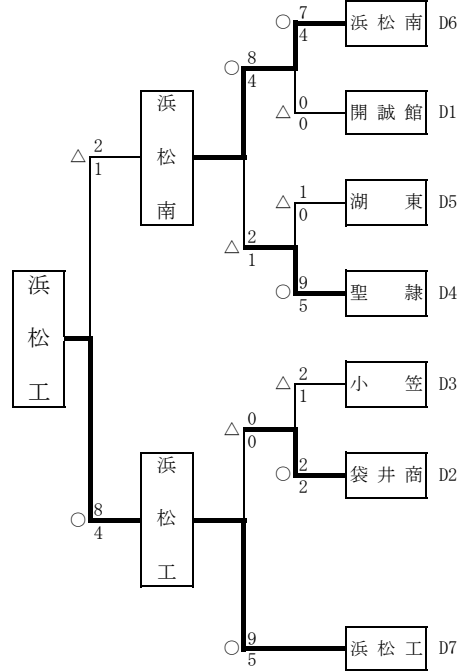 ○ 7 浜松南 D6
4
○ 8
4
△ 0 開誠館 D1
0
浜松南
△ 2
1
△ 1 湖東 D5
0
△ 2
1
○ 9 聖隷 D4
5
浜松工
△ 2 小笠 D3
1
△ 0
0
○ 2 袋井商 D2
2
浜松工
○ 8
4
○ 9 浜松工 D7
5